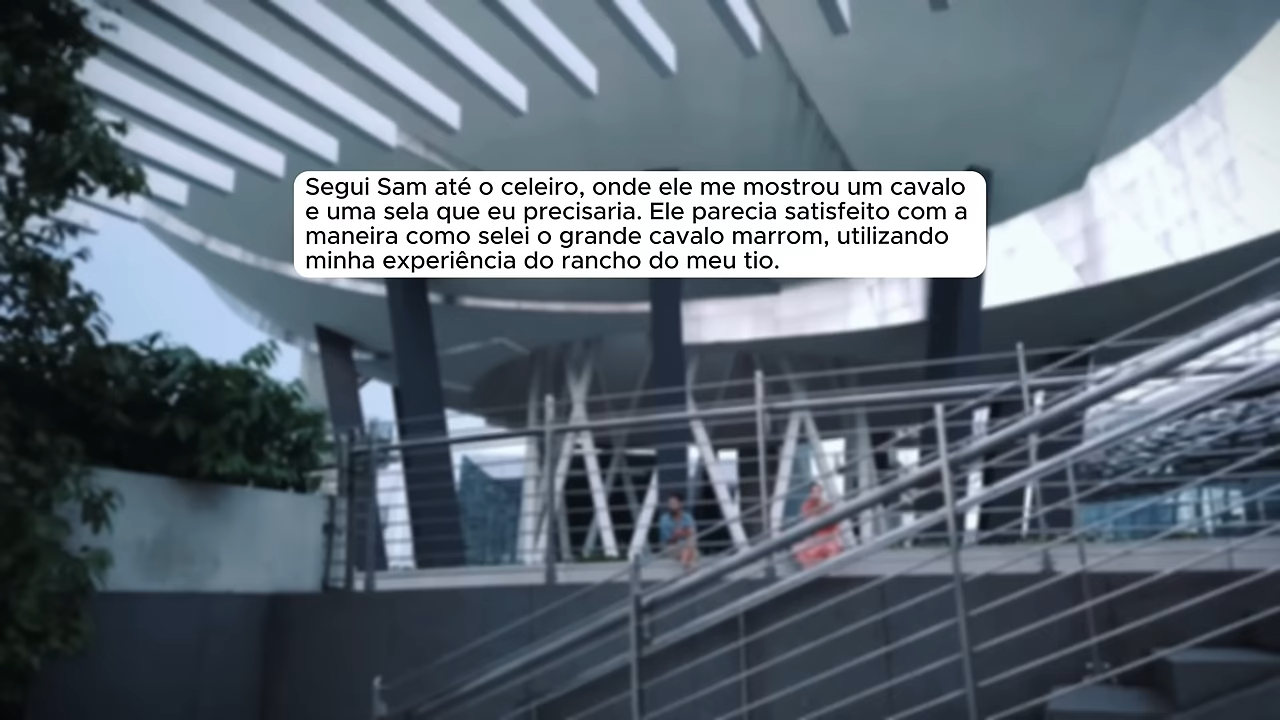 Segui Sam até o celeiro, onde ele me mostrou um cavalo
e uma sela que eu precisaria. Ele parecia satisfeito com a
maneira como selei o grande cavalo marrom, utilizando
minha experiência do rancho do meu tio.